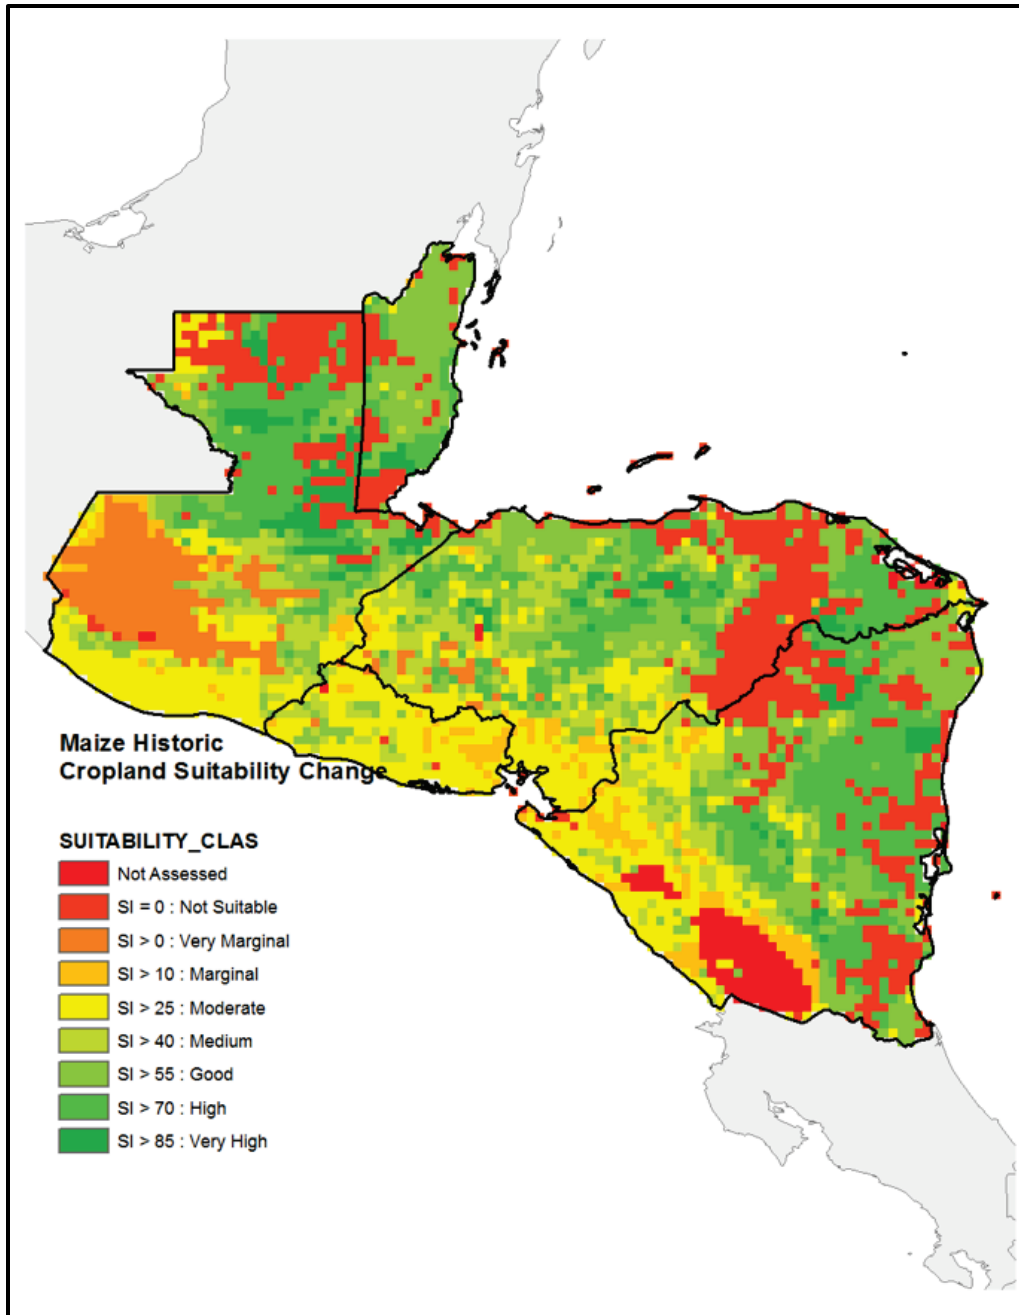 Maize Historic
Cropland Suitability Change
SUITABILITY_CLAS
Not Assessed
SI = 0 : Not Suitable
SI > 0 : Very Marginal
SI > 10 : Marginal
SI > 25 : Moderate
SI > 40 : Medium
SI > 55 : Good
SI > 70 : High
SI > 85 : Very High